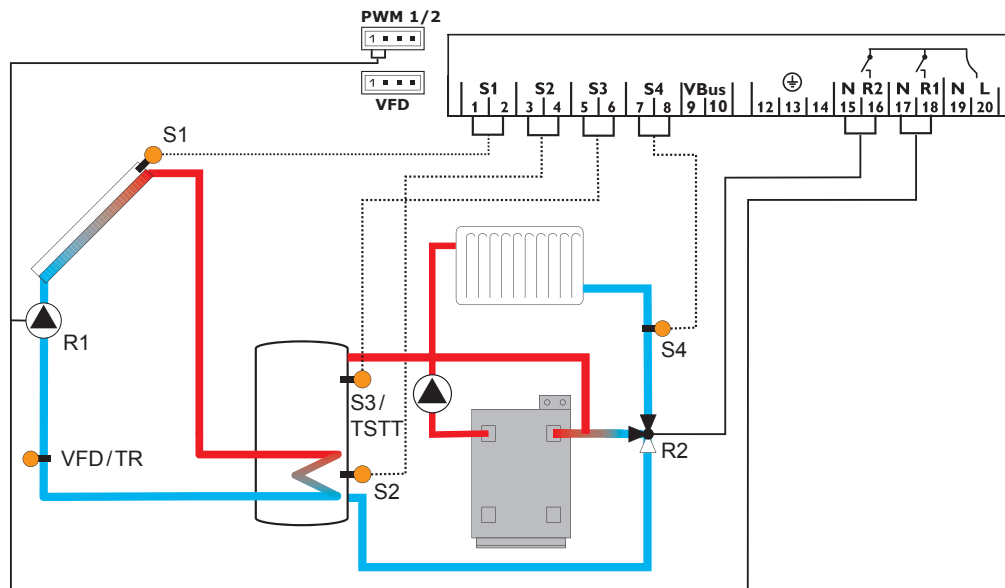 PWM 1/2
1
1
VFD
S1 S2 S3 S4 VBus N R2 N R1 N L
1 2 3 4 5 6 7 8 9 10 12 13 14 15 16 17 18 19 20
S1
R1
S4
S3 /
TSTT
R2
VFD / TR
S2